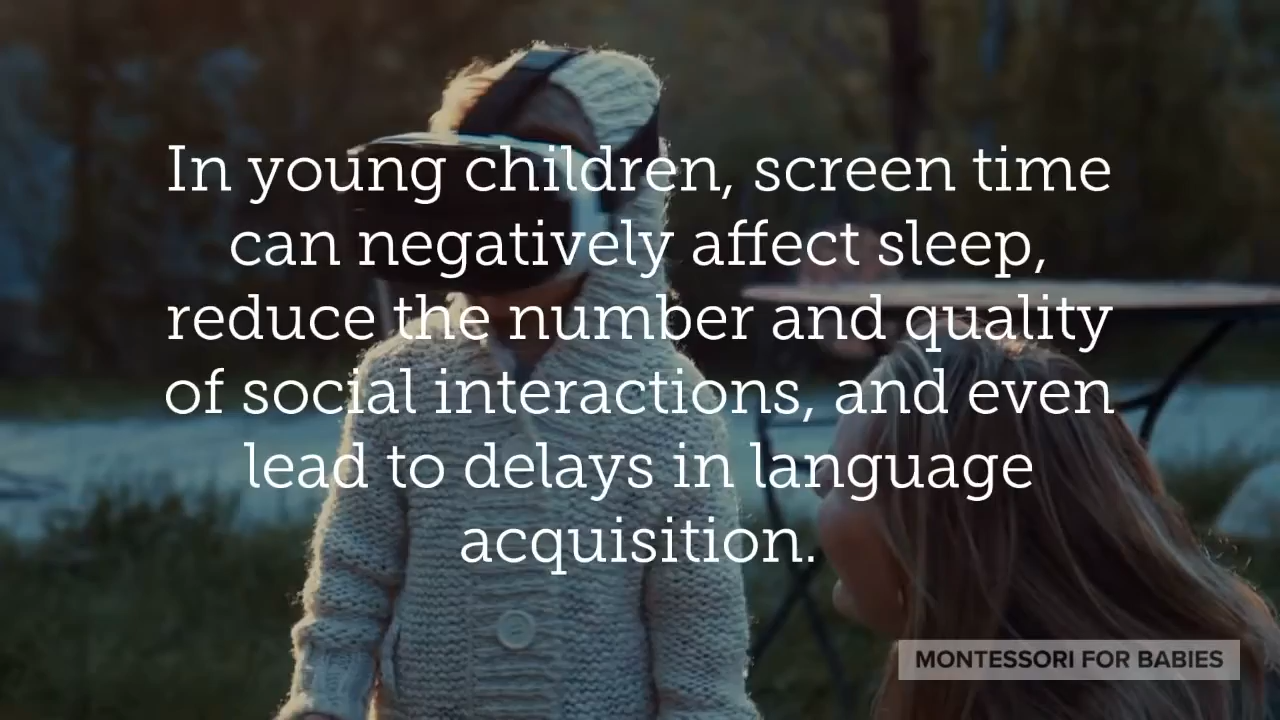 In young children, screen time
can negatively affect sleep,
reduce the number and quality
of social interactions, and even
lead to delays in language
acquisition.
MONTESSORI FOR BABIES